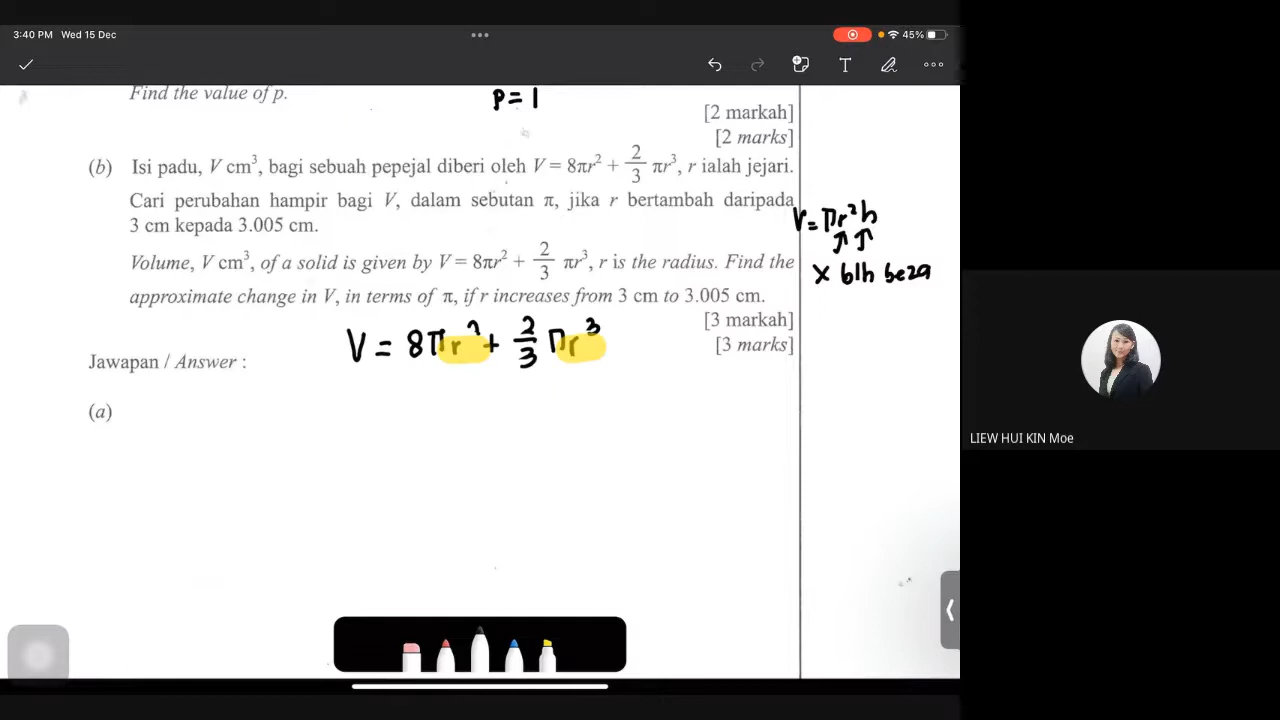 3:40 PM Wed 15 Dec
45%
Find the value of p.
p = 1
[2 markah]
[2 marks]
(b) Isi padu, V cm³, bagi sebuah pepejal diberi oleh V = 8πr² + 2/3 πr³, r ialah jejari.
Cari perubahan hampir bagi V, dalam sebutan π, jika r bertambah daripada
3 cm kepada 3.005 cm.
Volume, V cm³, of a solid is given by V = 8πr² + 2/3 πr³, r is the radius. Find the
approximate change in V, in terms of π, if r increases from 3 cm to 3.005 cm.
[3 markah]
[3 marks]
V = πr²h
↑ ↑
x blh beza
V = 8πr² + 2/3 πr³
Jawapan / Answer :
(a)
LIEW HUI KIN Moe